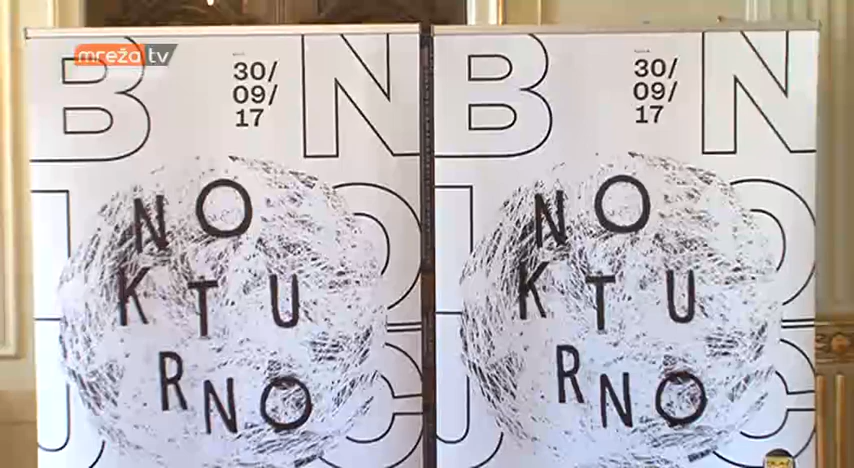 mreža tv
B N
30/
09/
17
J O
U Ć
NO
KTU
RNO
B N
30/
09/
17
J O
U Ć
NO
KTU
RNO